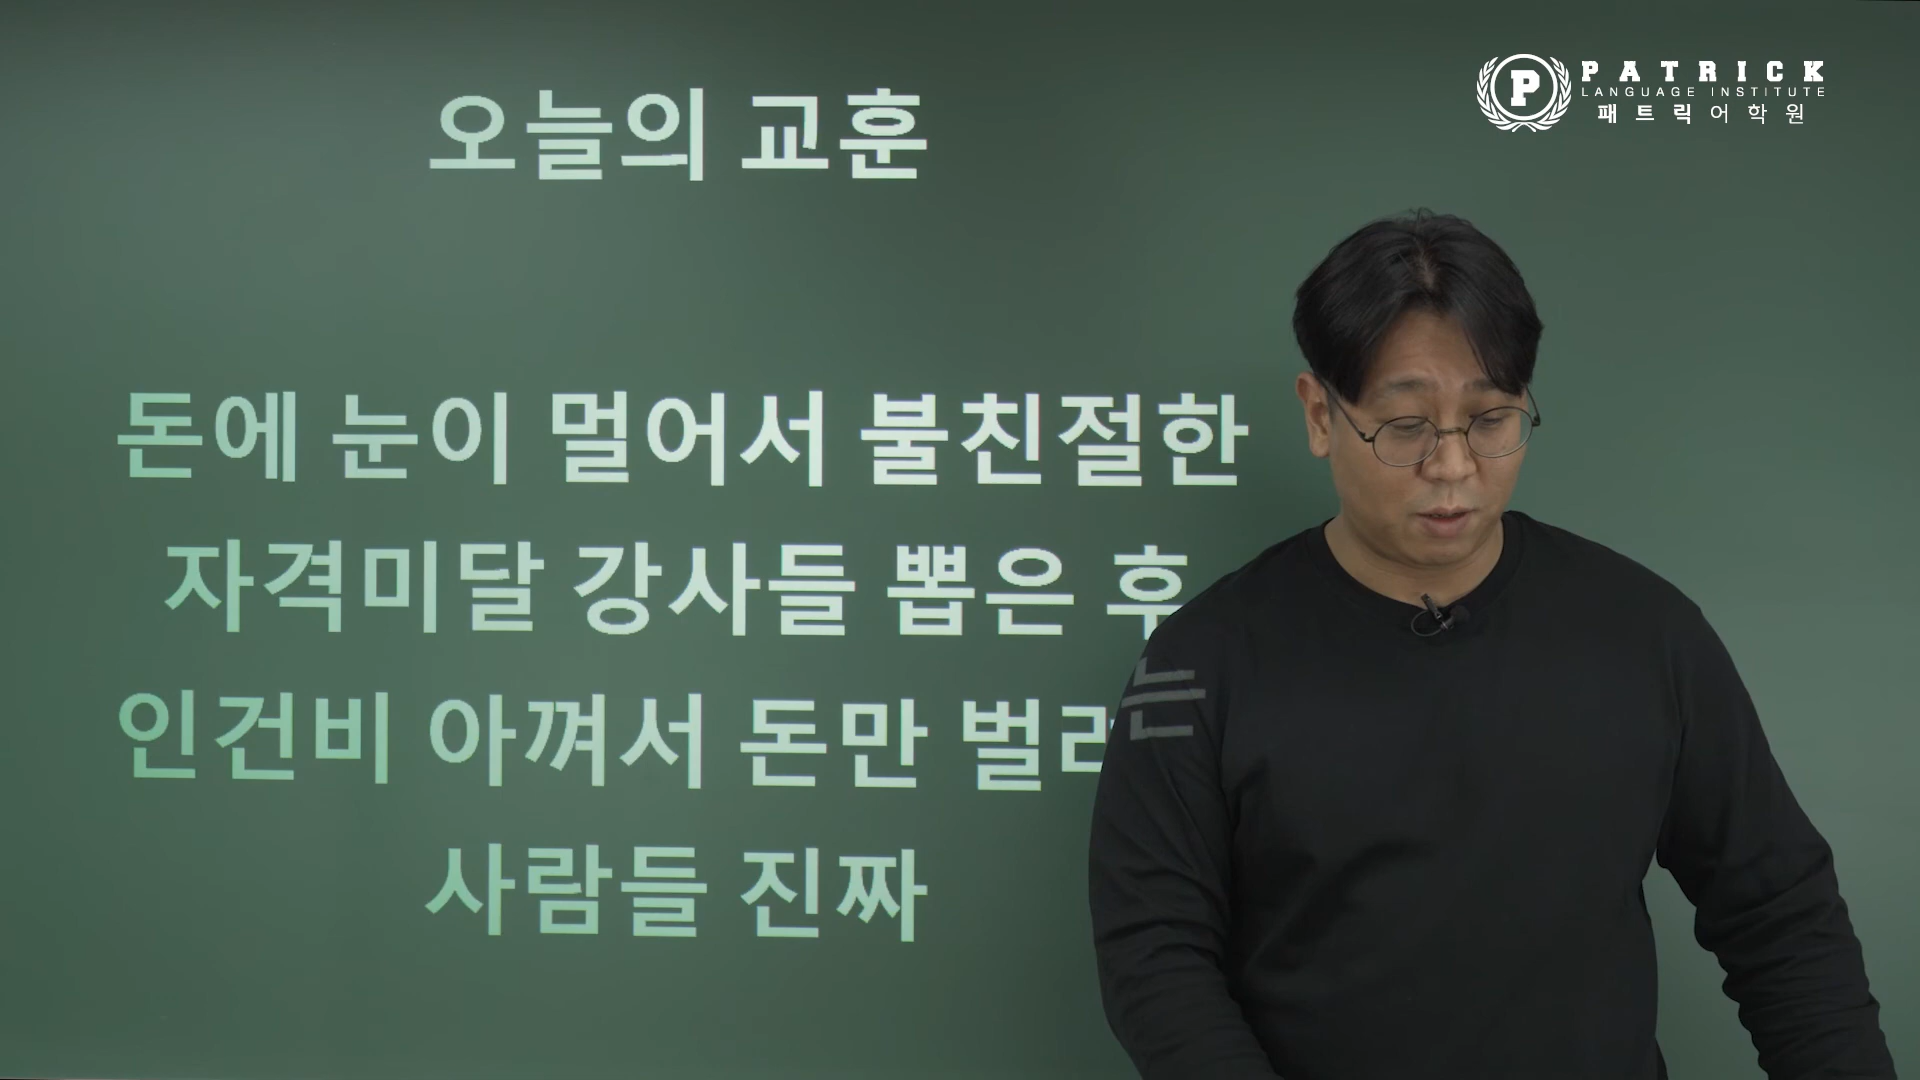 P
PATRICK
LANGUAGE INSTITUTE
패트릭어학원
오늘의 교훈
돈에 눈이 멀어서 불친절한
자격미달 강사들 뽑은 후
인건비 아껴서 돈만 벌려는
사람들 진짜